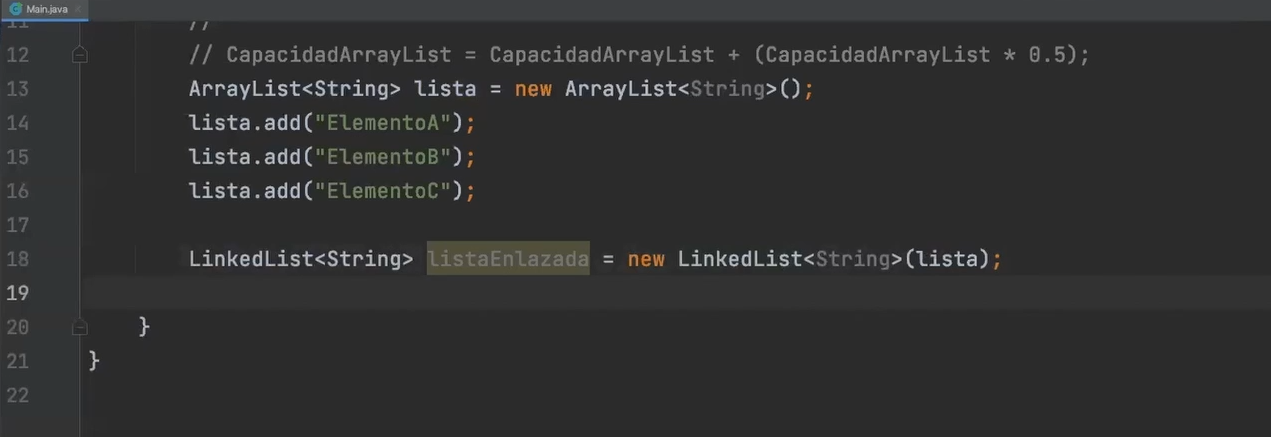 Main.java
11 //
12 // CapacidadArrayList = CapacidadArrayList + (CapacidadArrayList * 0.5);
13 ArrayList<String> lista = new ArrayList<String>();
14 lista.add("ElementoA");
15 lista.add("ElementoB");
16 lista.add("ElementoC");
17
18 LinkedList<String> listaEnlazada = new LinkedList<String>(lista);
19
20 }
21 }
22